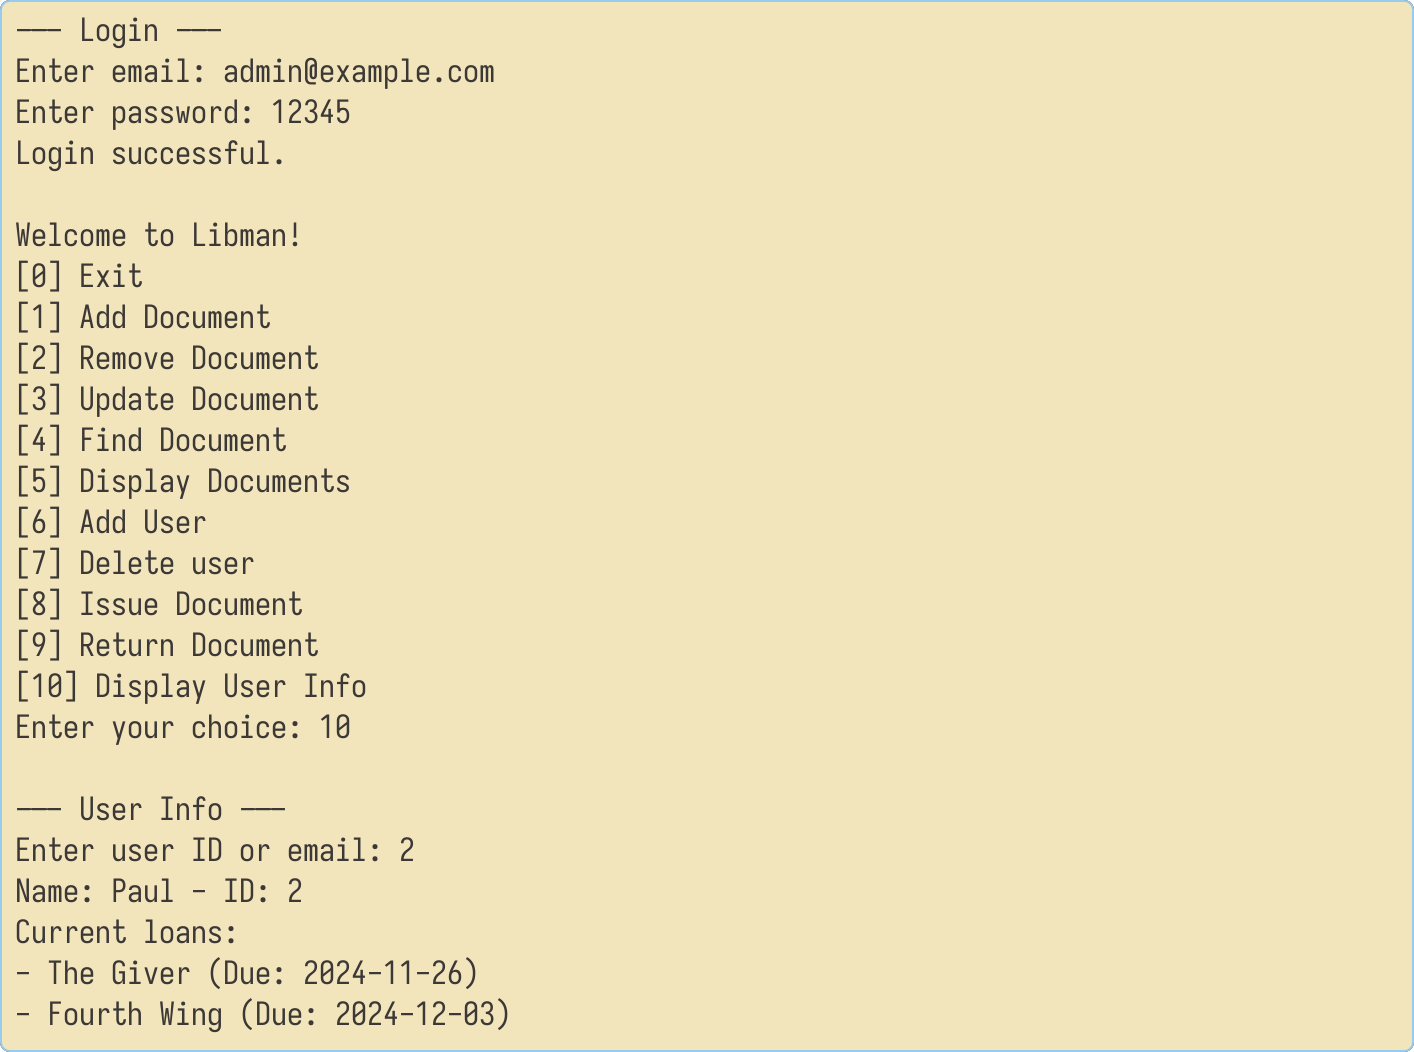 --- Login ---
Enter email: admin@example.com
Enter password: 12345
Login successful.

Welcome to Libman!
[0] Exit
[1] Add Document
[2] Remove Document
[3] Update Document
[4] Find Document
[5] Display Documents
[6] Add User
[7] Delete user
[8] Issue Document
[9] Return Document
[10] Display User Info
Enter your choice: 10

--- User Info ---
Enter user ID or email: 2
Name: Paul - ID: 2
Current loans:
- The Giver (Due: 2024-11-26)
- Fourth Wing (Due: 2024-12-03)